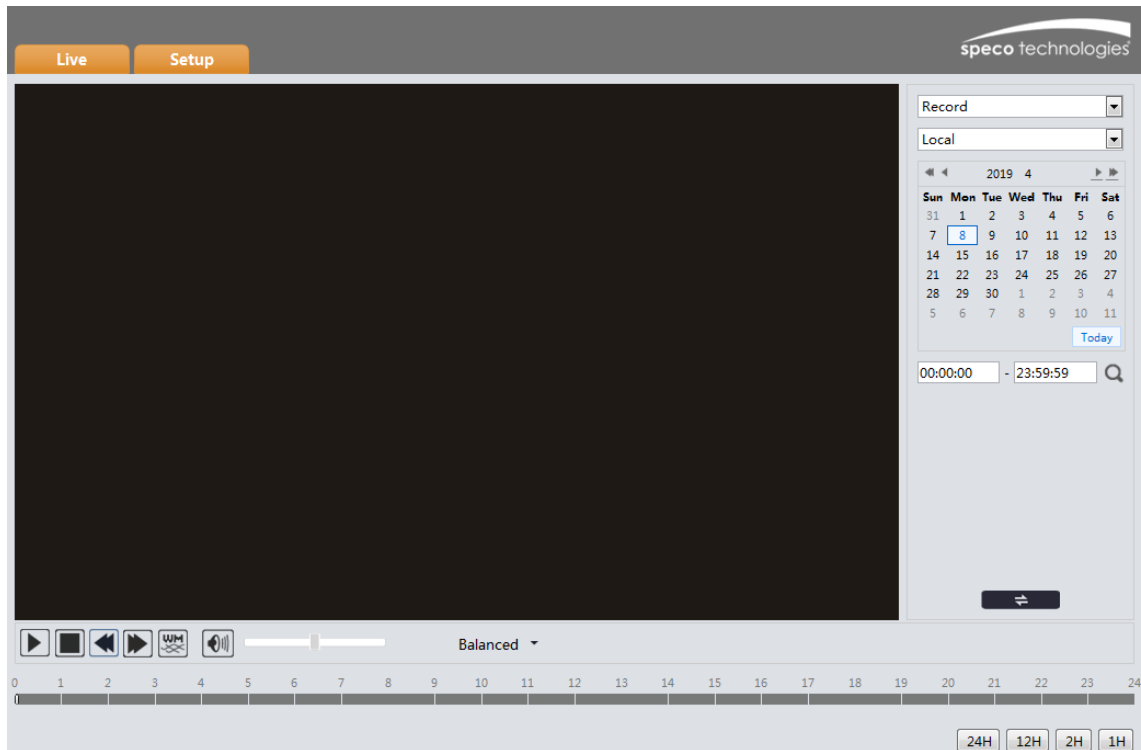 Live Setup
speco technologies
Record
Local
2019 4
Sun Mon Tue Wed Thu Fri Sat
31 1 2 3 4 5 6
7 8 9 10 11 12 13
14 15 16 17 18 19 20
21 22 23 24 25 26 27
28 29 30 1 2 3 4
5 6 7 8 9 10 11
Today
00:00:00 - 23:59:59
WM
Balanced
0 1 2 3 4 5 6 7 8 9 10 11 12 13 14 15 16 17 18 19 20 21 22 23 24
24H 12H 2H 1H